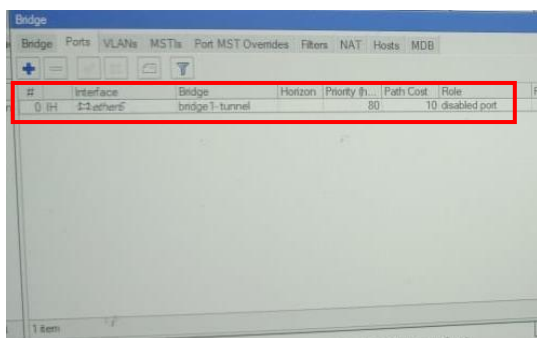 Bridge
Bridge Ports VLANs MSTIs Port MST Overrides Filters NAT Hosts MDB
# Interface Bridge Horizon Priority (h... Path Cost Role
0 IH ether5 bridge1-tunnel 80 10 disabled port
1 item